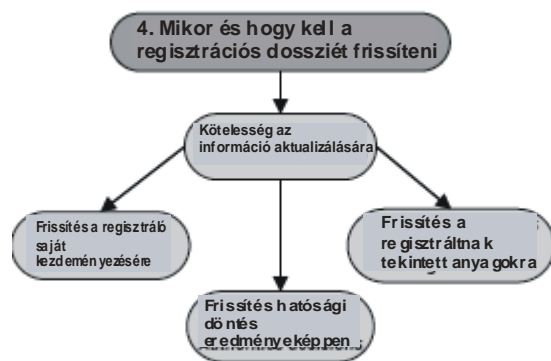 4. Mikor és hogy kell a
regisztrációs dossziét frissíteni
Kötelesség az
információ aktualizálására
Frissítés a regisztráló
saját
kezdeményezésére
Frissítés a
regisztráltnak
tekintett anyagokra
Frissítés hatósági
döntés
eredményeképpen